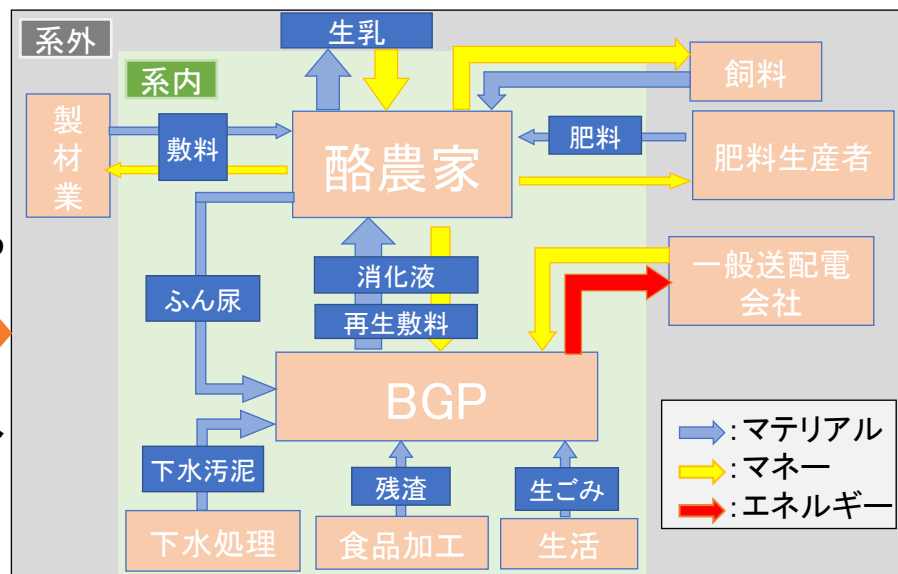 系外
生乳
系内
飼料
製材業
敷料
酪農家
肥料
肥料生産者
ふん尿
消化液
再生敷料
一般送配電
会社
BGP
下水汚泥
残渣
生ごみ
下水処理
食品加工
生活
:マテリアル
:マネー
:エネルギー